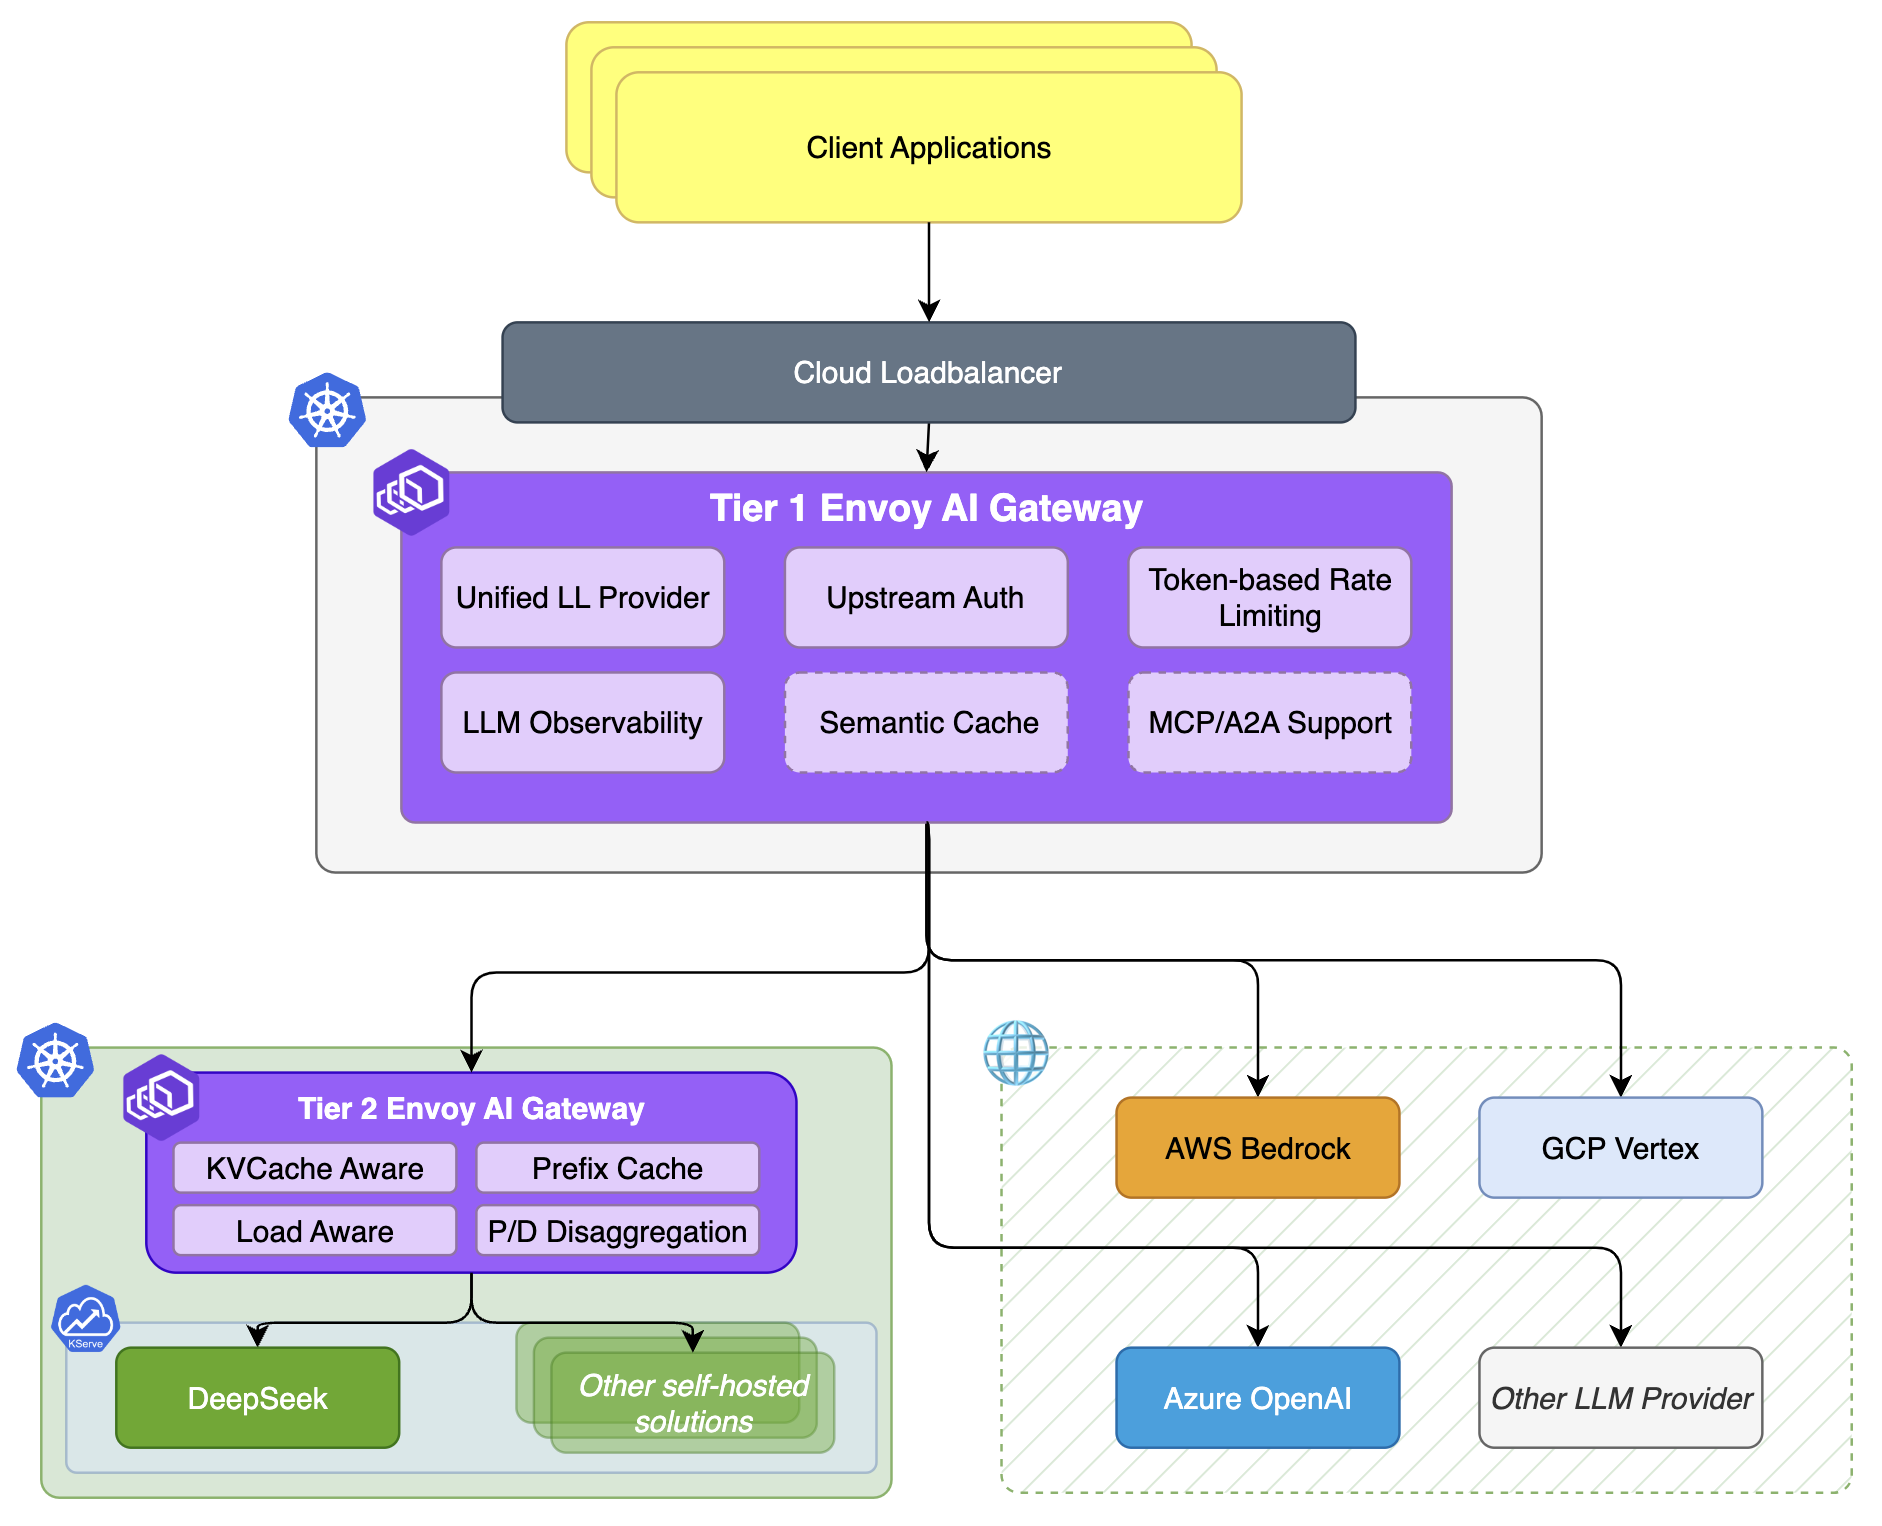 Client Applications
Cloud Loadbalancer
Tier 1 Envoy AI Gateway
Unified LL Provider
Upstream Auth
Token-based Rate
Limiting
LLM Observability
Semantic Cache
MCP/A2A Support
Tier 2 Envoy AI Gateway
KVCache Aware
Prefix Cache
Load Aware
P/D Disaggregation
KServe
DeepSeek
Other self-hosted
solutions
AWS Bedrock
GCP Vertex
Azure OpenAI
Other LLM Provider